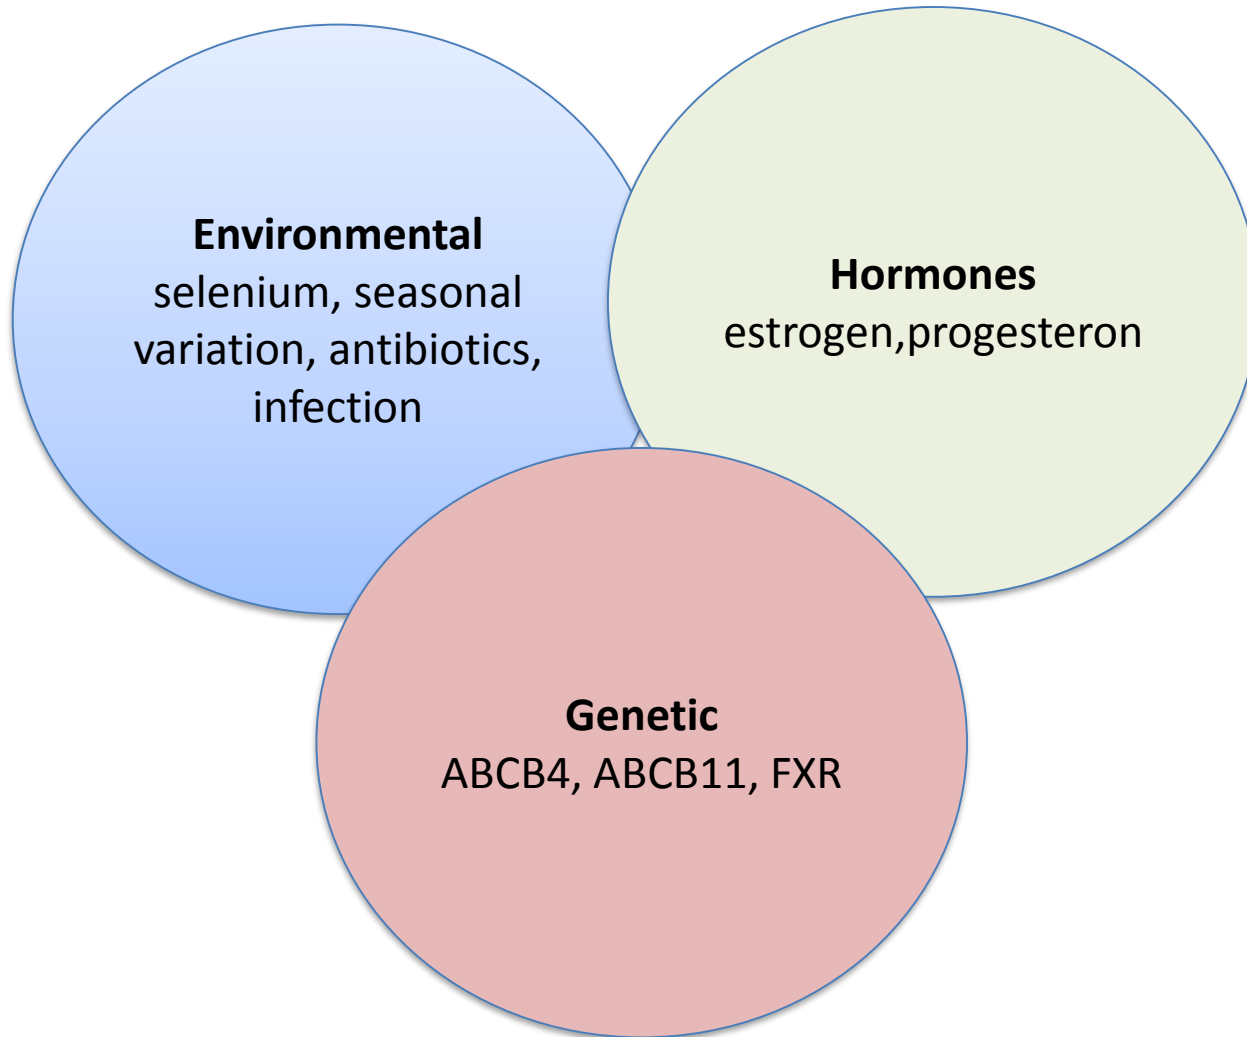 Environmental
selenium, seasonal
variation, antibiotics,
infection
Hormones
estrogen,progesteron
Genetic
ABCB4, ABCB11, FXR